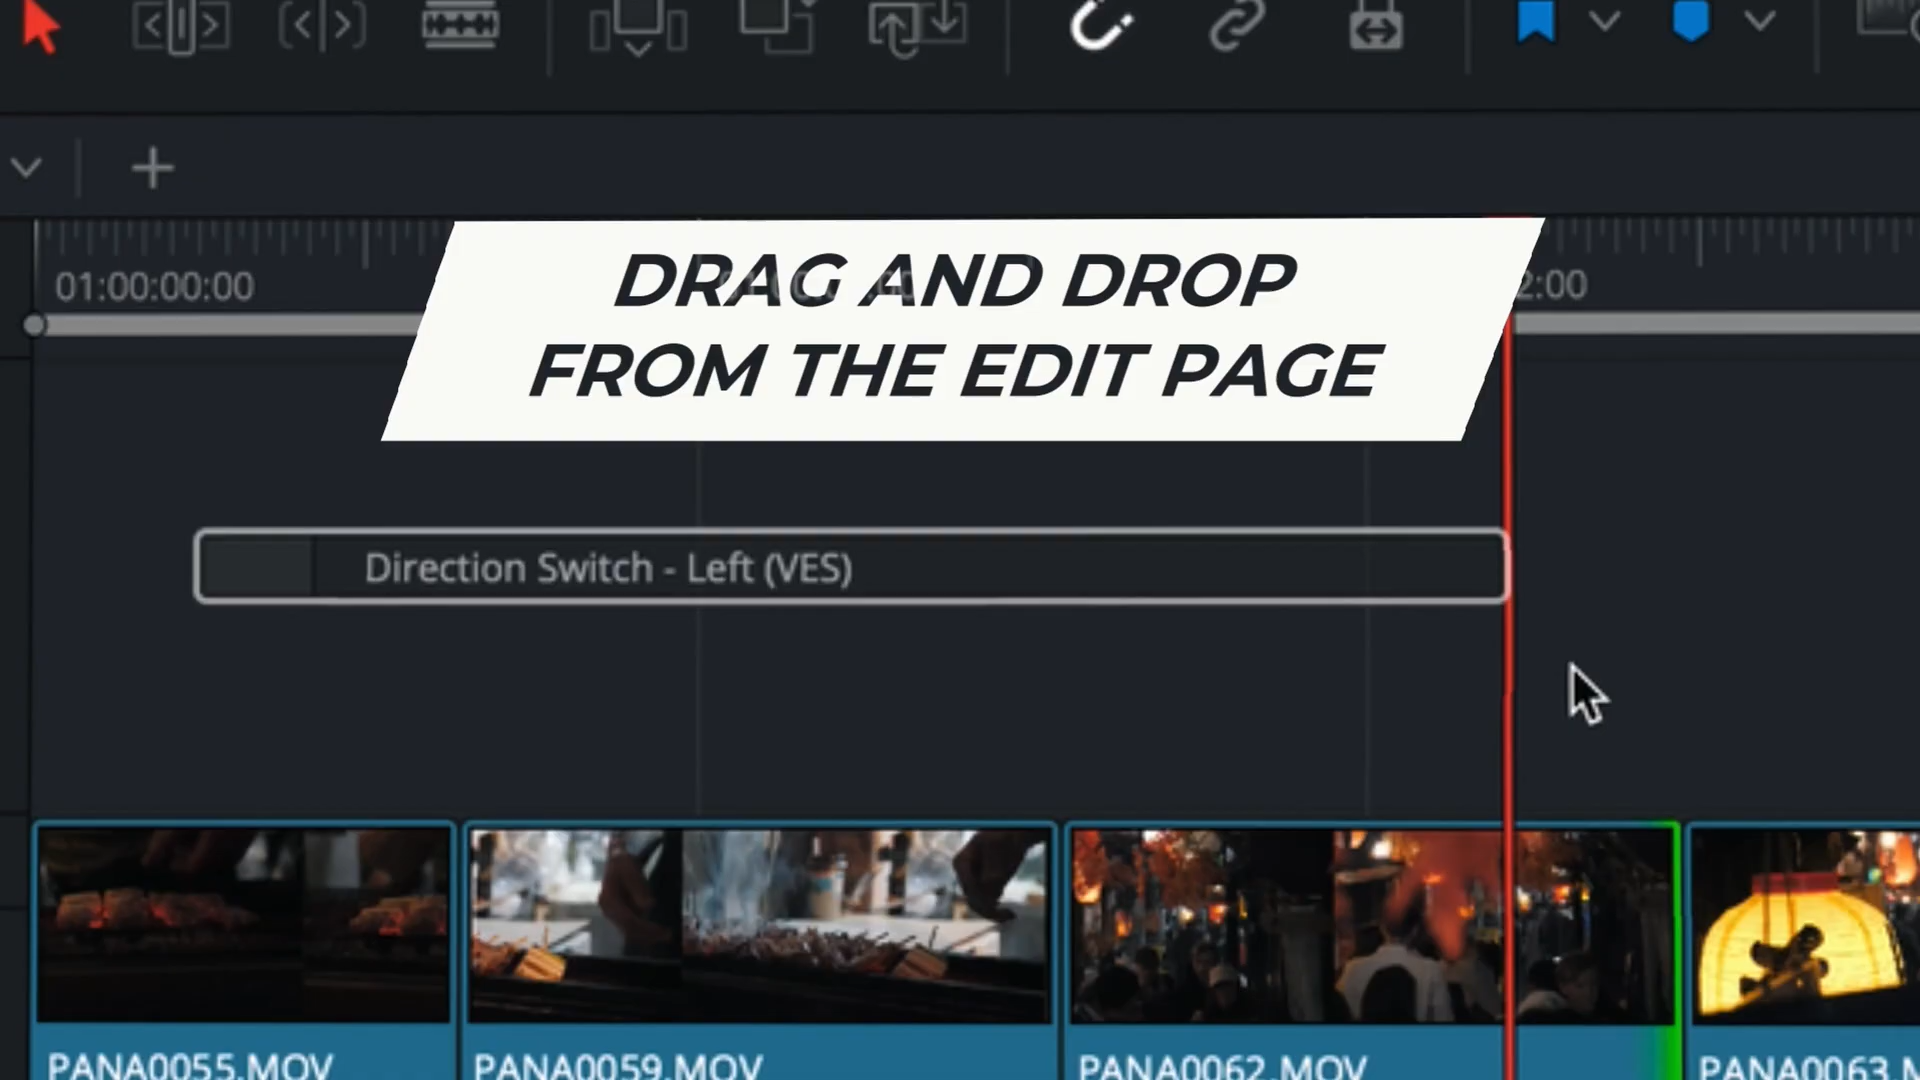 01:00:00:00
DRAG AND DROP
FROM THE EDIT PAGE
2:00
Direction Switch - Left (VES)
PANA0055.MOV
PANA0059.MOV
PANA0062.MOV
PANA0063.M